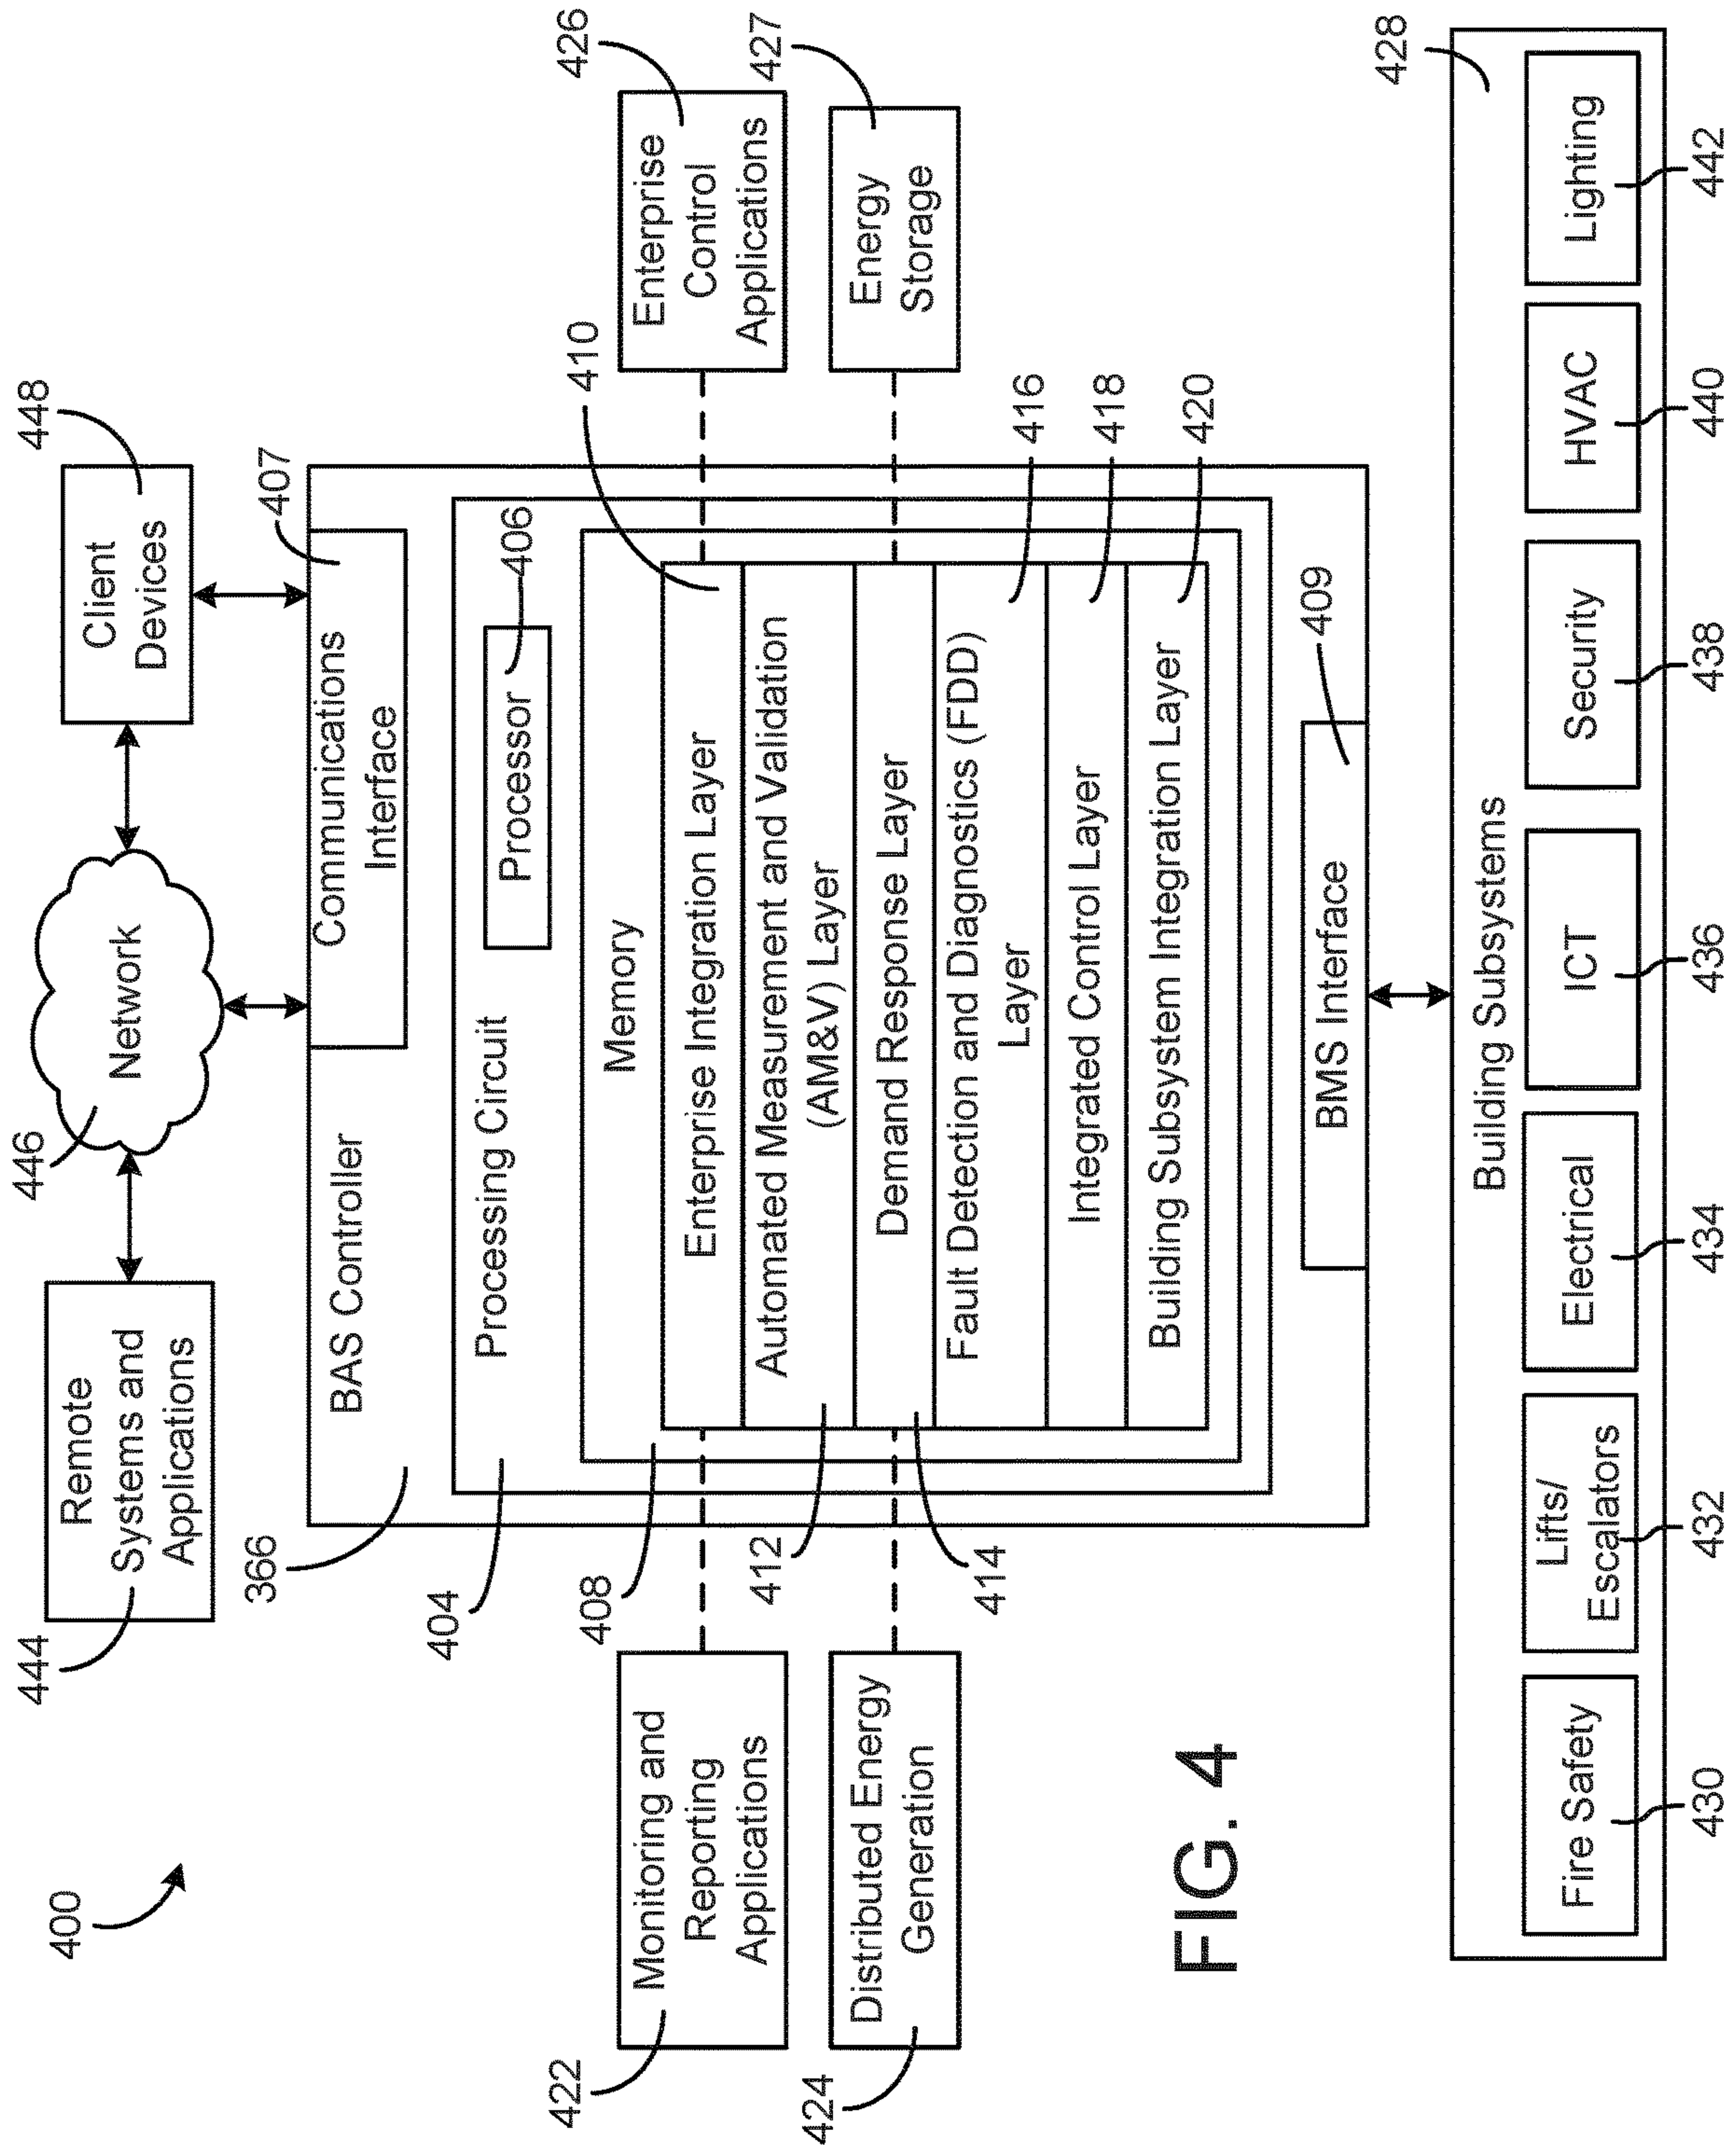 400
444
Remote
Systems and
Applications
446
Network
448
Client
Devices
366
BAS Controller
407
Communications
Interface
404
Processing Circuit
406
Processor
408
Memory
410
Enterprise Integration Layer
412
Automated Measurement and Validation
(AM&V) Layer
414
Demand Response Layer
416
Fault Detection and Diagnostics (FDD)
Layer
418
Integrated Control Layer
420
Building Subsystem Integration Layer
409
BMS Interface
422
Monitoring and
Reporting
Applications
424
Distributed Energy
Generation
426
Enterprise
Control
Applications
427
Energy
Storage
428
Building Subsystems
Fire Safety
Lifts/
Escalators
Electrical
ICT
Security
HVAC
Lighting
430
432
434
436
438
440
442
FIG. 4